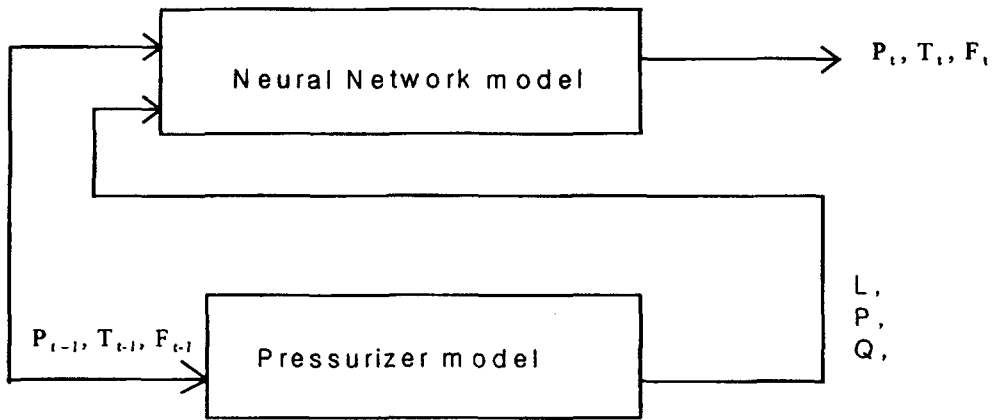 Neural Network model
P_t, T_t, F_t
L,
P,
Q,
P_{t-1}, T_{t-1}, F_{t-1}
Pressurizer model